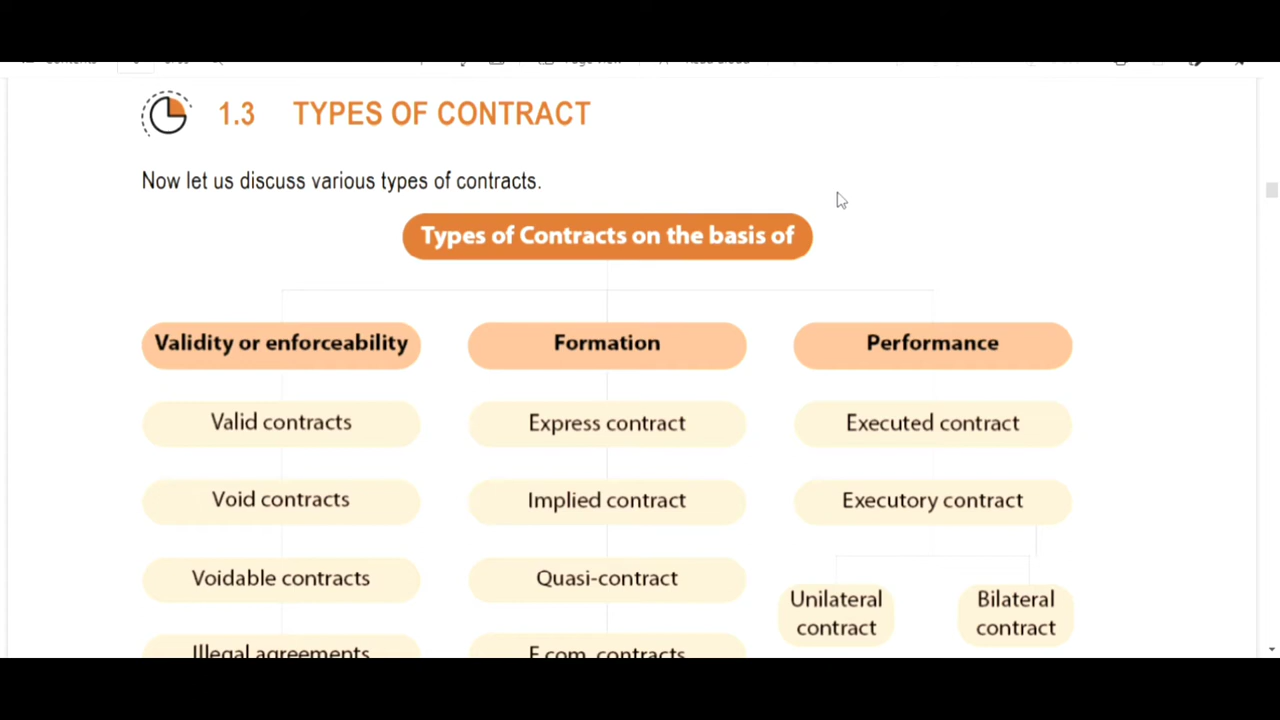 1.3 TYPES OF CONTRACT
Now let us discuss various types of contracts.
Types of Contracts on the basis of
Validity or enforceability
Formation
Performance
Valid contracts
Express contract
Executed contract
Void contracts
Implied contract
Executory contract
Voidable contracts
Quasi-contract
Unilateral
contract
Bilateral
contract
Illegal agreements
E com. contracts